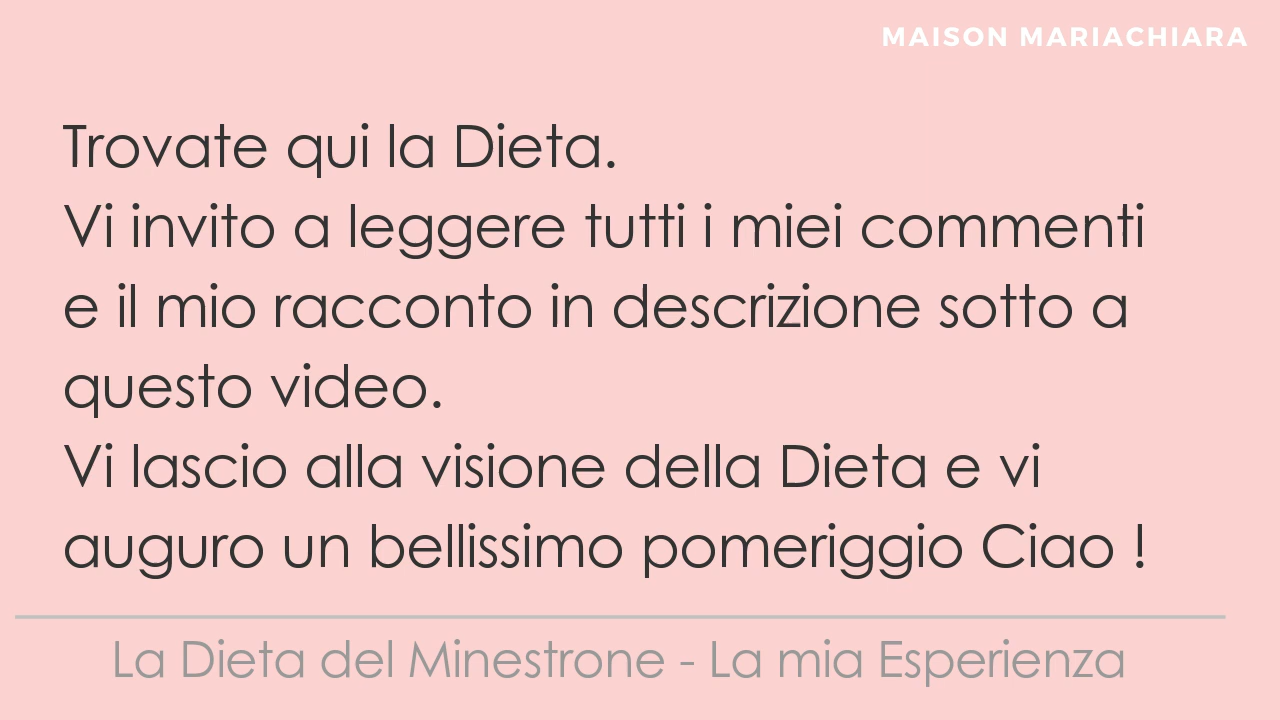 MAISON MARIACHIARA
Trovate qui la Dieta.
Vi invito a leggere tutti i miei commenti
e il mio racconto in descrizione sotto a
questo video.
Vi lascio alla visione della Dieta e vi
auguro un bellissimo pomeriggio Ciao !
La Dieta del Minestrone - La mia Esperienza